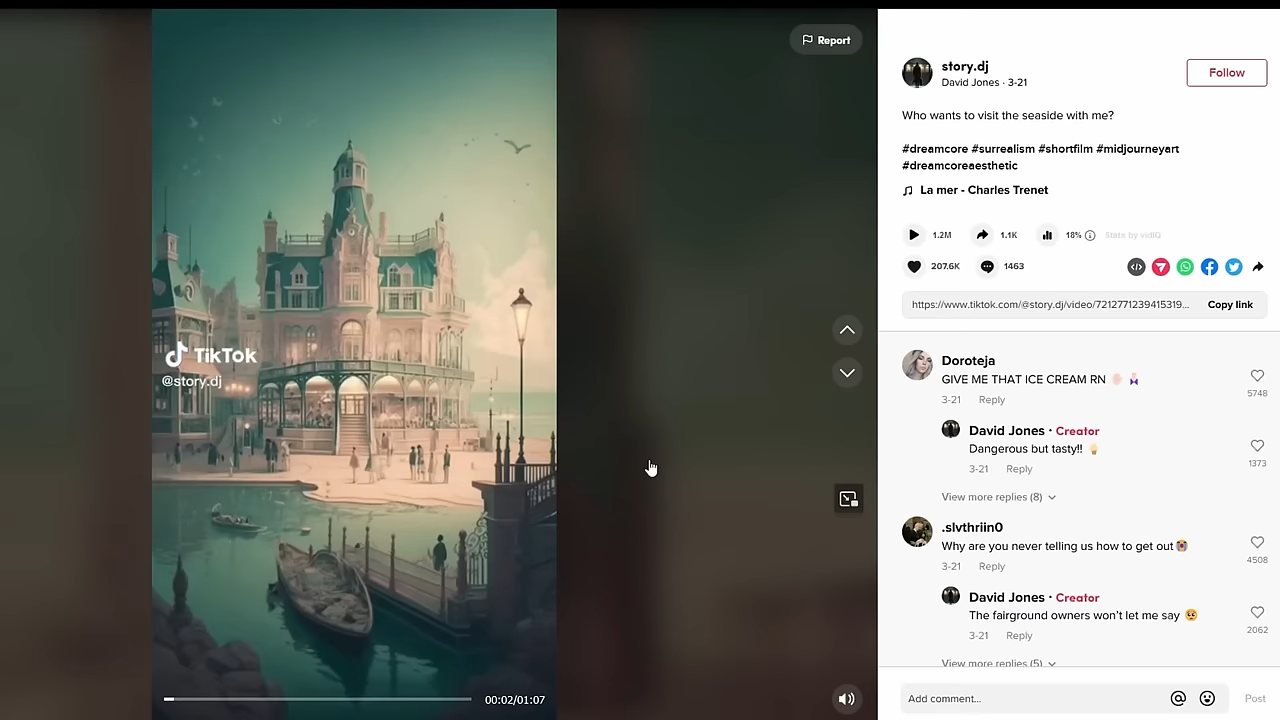 Report
TikTok
@story.dj
00:02/01:07
story.dj
David Jones · 3-21
Follow
Who wants to visit the seaside with me?
#dreamcore #surrealism #shortfilm #midjourneyart
#dreamcoreaesthetic
La mer - Charles Trenet
1.2M
1.1K
18%
Stats by vidIQ
207.6K
1463
https://www.tiktok.com/@story.dj/video/7212771239415319...
Copy link
Doroteja
GIVE ME THAT ICE CREAM RN
5748
3-21 Reply
David Jones · Creator
Dangerous but tasty!!
1373
3-21 Reply
View more replies (8)
.slvthriin0
Why are you never telling us how to get out
4508
3-21 Reply
David Jones · Creator
The fairground owners won't let me say
2062
3-21 Reply
View more replies (5)
Add comment...
Post